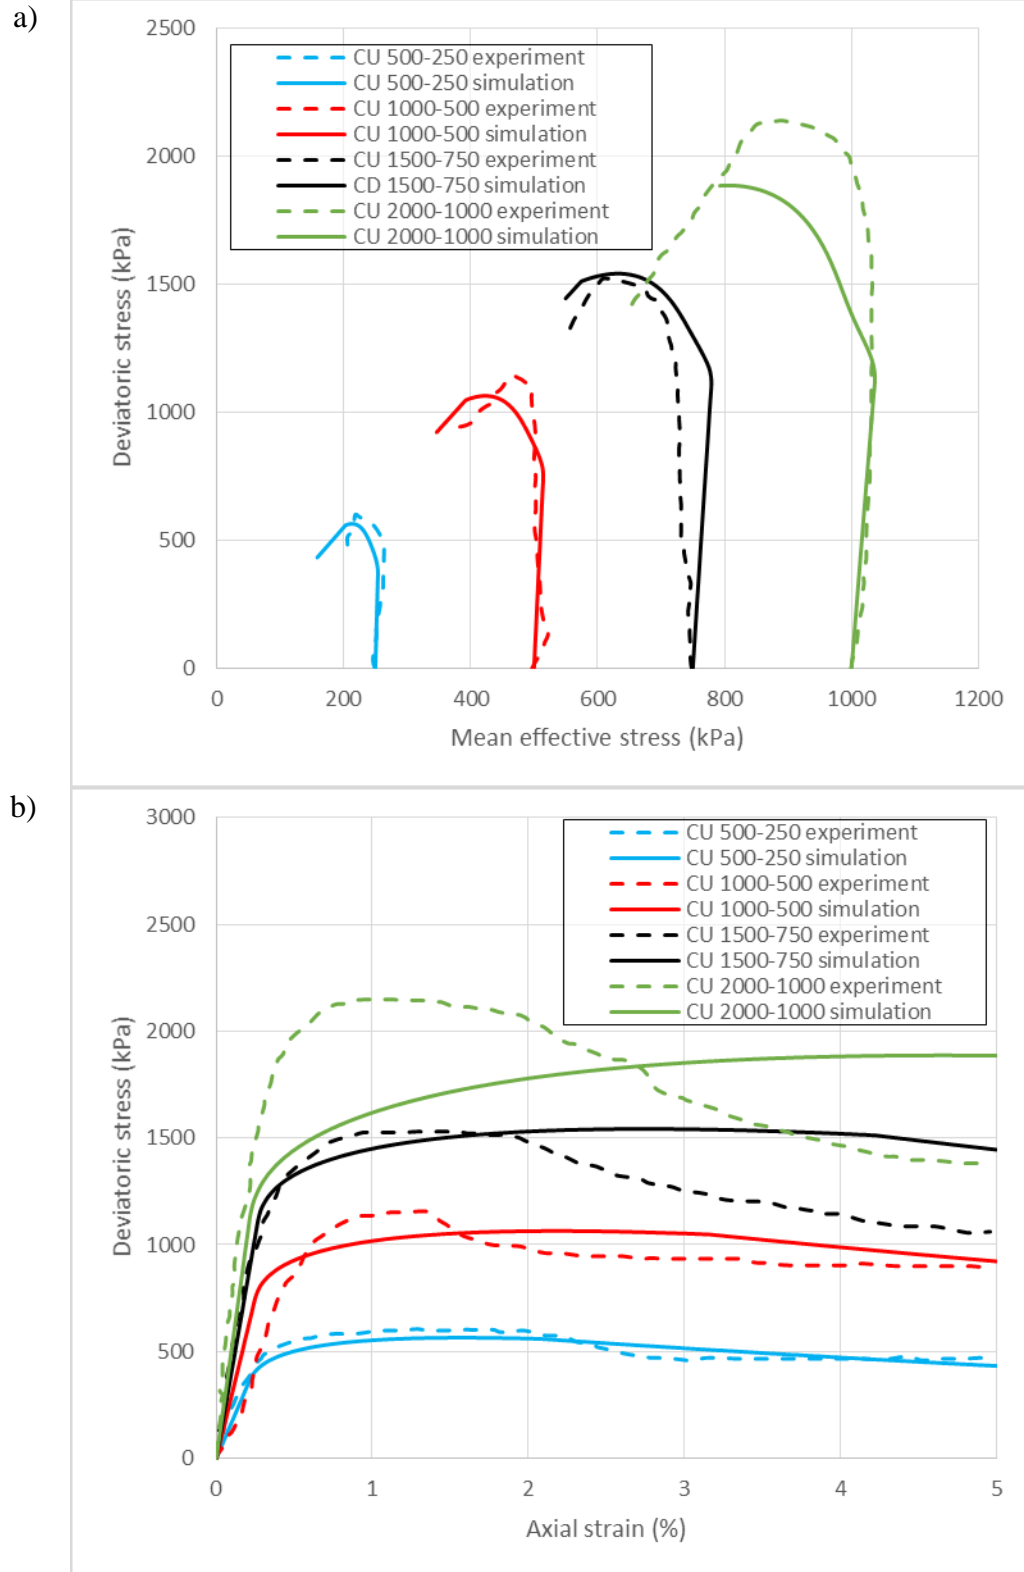 a)
2500
2000
1500
1000
500
0
Deviatoric stress (kPa)
CU 500-250 experiment
CU 500-250 simulation
CU 1000-500 experiment
CU 1000-500 simulation
CU 1500-750 experiment
CD 1500-750 simulation
CU 2000-1000 experiment
CU 2000-1000 simulation
0 200 400 600 800 1000 1200
Mean effective stress (kPa)
b)
3000
2500
2000
1500
1000
500
0
Deviatoric stress (kPa)
CU 500-250 experiment
CU 500-250 simulation
CU 1000-500 experiment
CU 1000-500 simulation
CU 1500-750 experiment
CU 1500-750 simulation
CU 2000-1000 experiment
CU 2000-1000 simulation
0 1 2 3 4 5
Axial strain (%)